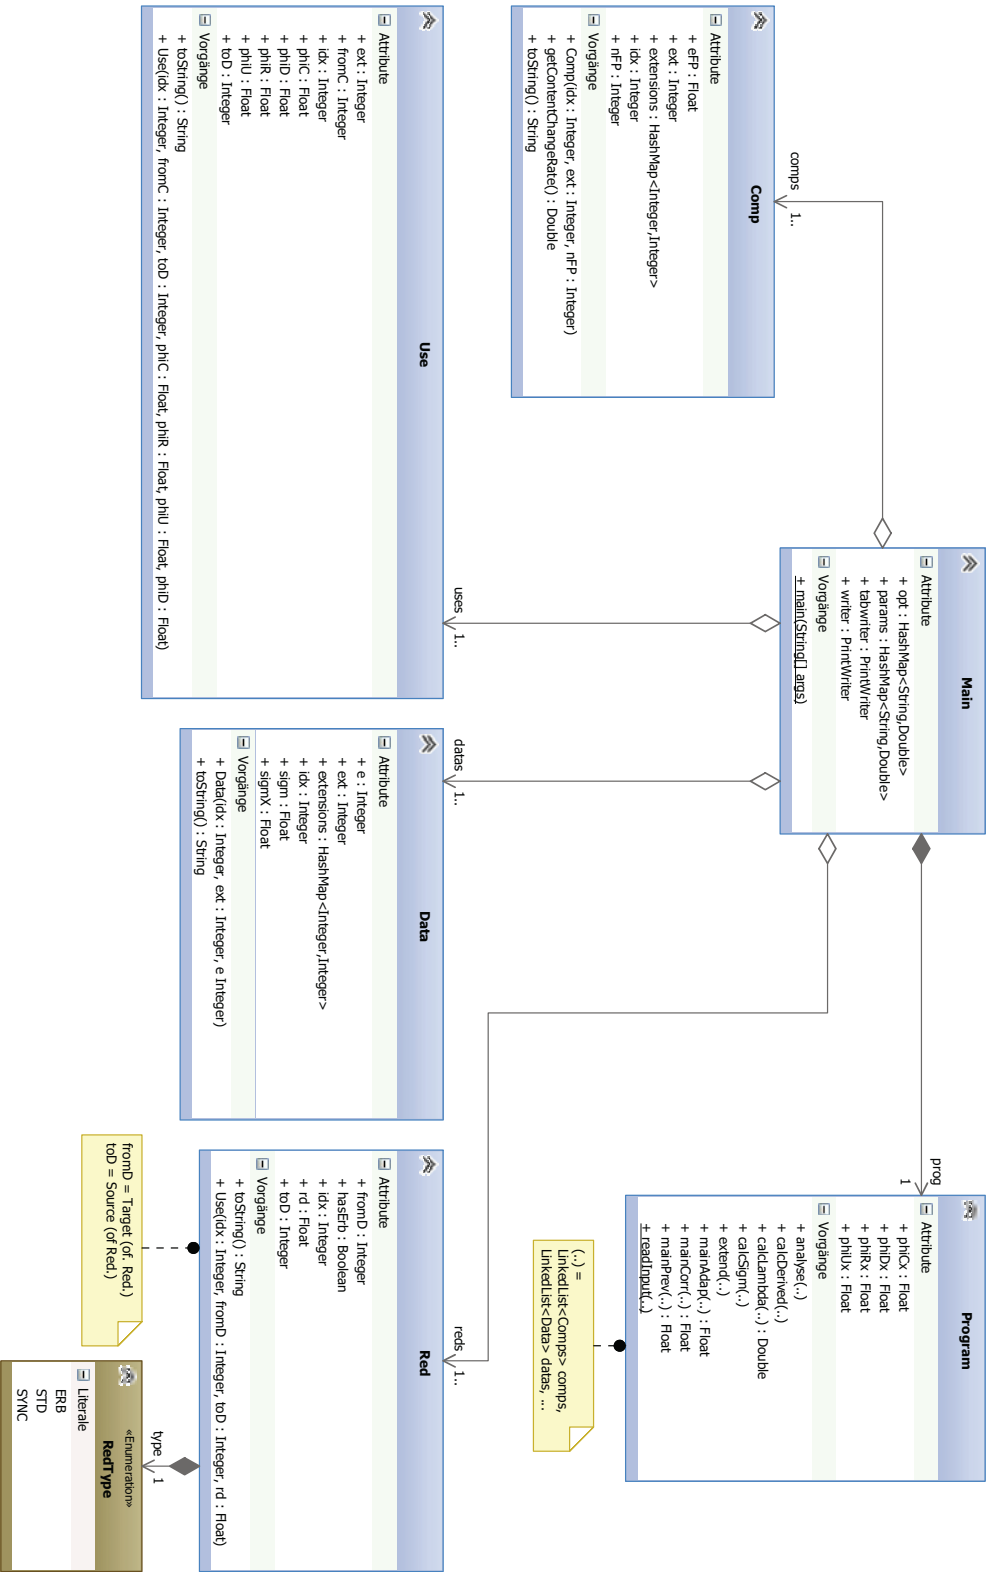 Main
Attribute
+ opt : HashMap<String,Double>
+ params : HashMap<String,Double>
+ tabwriter : PrintWriter
+ writer : PrintWriter
Vorgänge
+ main(String[] args)
prog
1
Program
Attribute
+ phiCx : Float
+ phiDx : Float
+ phiRx : Float
+ phiUx : Float
Vorgänge
+ analyse(..)
+ calcDerived(..)
+ calcLambda(..) : Double
+ calcSigm(..)
+ extend(..)
+ mainAdap(..) : Float
+ mainCorr(..) : Float
+ mainPrev(..) : Float
+ readInput(..)
(..) =
LinkedList<Comps> comps,
LinkedList<Data> datas, ...
comps
1..
Comp
Attribute
+ eFP : Float
+ ext : Integer
+ extensions : HashMap<Integer,Integer>
+ idx : Integer
+ nFP : Integer
Vorgänge
+ Comp(idx : Integer, ext : Integer, nFP : Integer)
+ getContentChangeRate() : Double
+ toString() : String
uses
1..
Use
Attribute
+ ext : Integer
+ fromC : Integer
+ idx : Integer
+ phiC : Float
+ phiD : Float
+ phiR : Float
+ phiU : Float
+ toD : Integer
Vorgänge
+ toString() : String
+ Use(idx : Integer, fromC : Integer, toD : Integer, phiC : Float, phiR : Float, phiU : Float, phiD : Float)
datas
1..
Data
Attribute
+ e : Integer
+ ext : Integer
+ extensions : HashMap<Integer,Integer>
+ idx : Integer
+ sigm : Float
+ sigmX : Float
Vorgänge
+ Data(idx : Integer, ext : Integer, e Integer)
+ toString() : String
reds
1..
Red
Attribute
+ fromD : Integer
+ hasErb : Boolean
+ idx : Integer
+ rd : Float
+ toD : Integer
Vorgänge
+ toString() : String
+ Use(idx : Integer, fromD : Integer, toD : Integer, rd : Float)
fromD = Target (of. Red.)
toD = Source (of Red.)
type
1
«Enumeration»
RedType
Literale
ERB
STD
SYNC